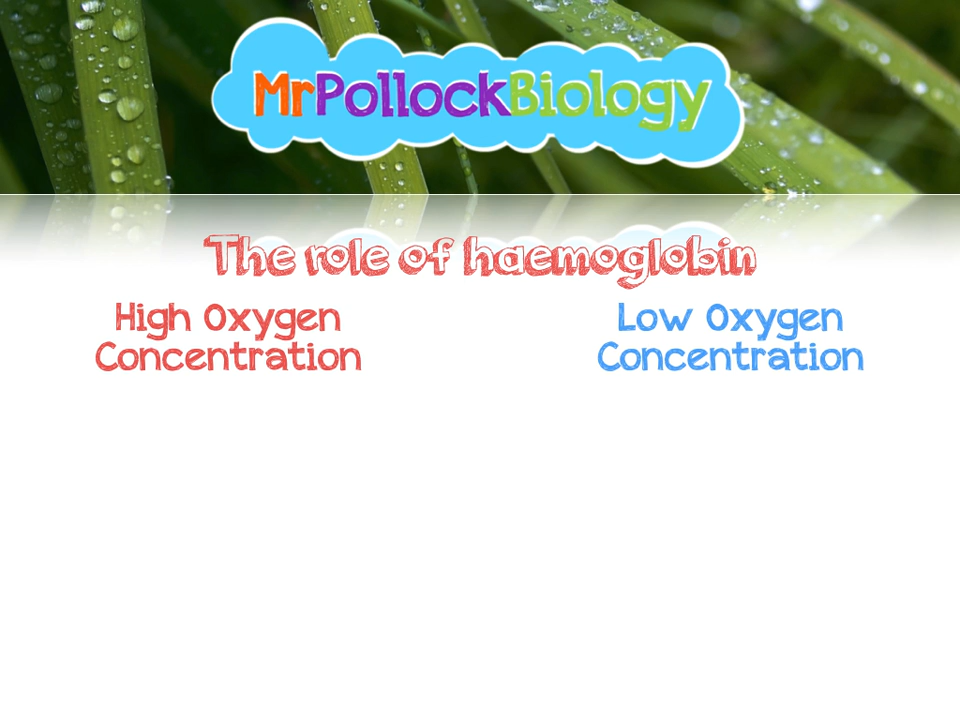 MrPollockBiology
The role of haemoglobin
High Oxygen
Concentration
Low Oxygen
Concentration